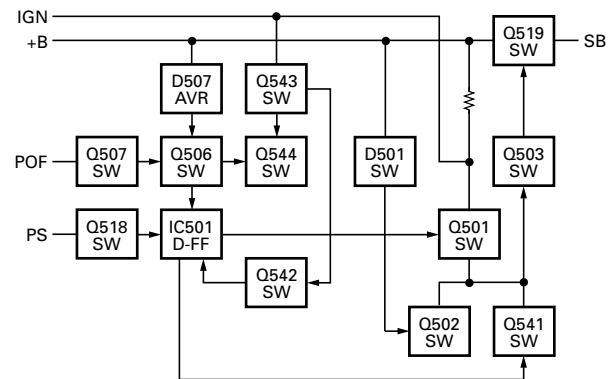 IGN
+B
Q519
SW
SB
D507
AVR
Q543
SW
POF
Q507
SW
Q506
SW
Q544
SW
D501
SW
Q503
SW
PS
Q518
SW
IC501
D-FF
Q501
SW
Q542
SW
Q502
SW
Q541
SW